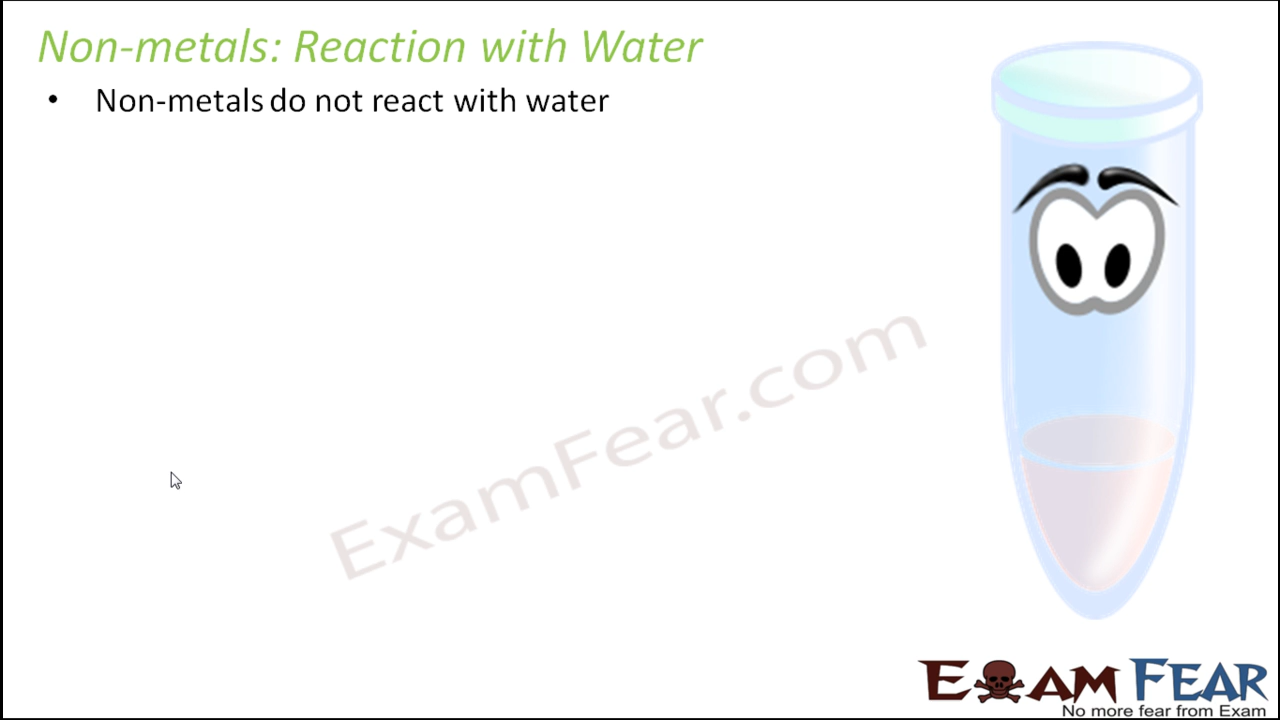 Non-metals: Reaction with Water
• Non-metals do not react with water
ExamFear.com
EXAM FEAR
No more fear from Exam